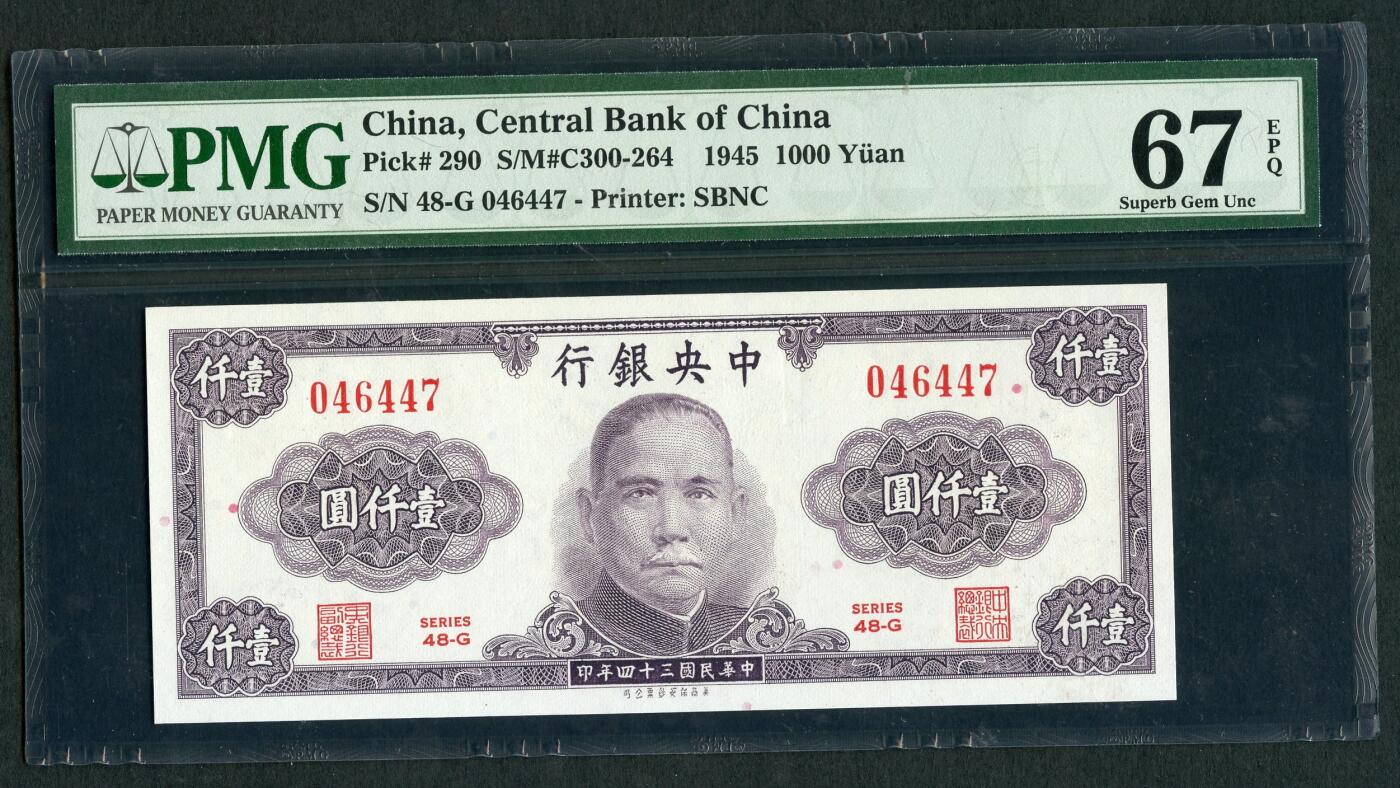 PMG
PAPER MONEY GUARANTY
China, Central Bank of China
Pick# 290 S/M#C300-264 1945 1000 Yüan
S/N 48-G 046447 - Printer: SBNC
67
EPQ
Superb Gem Unc
行銀央中
仟壹
仟壹
046447
046447
圓仟壹
圓仟壹
SERIES
48-G
SERIES
48-G
仟壹
仟壹
印年四十三國民華中